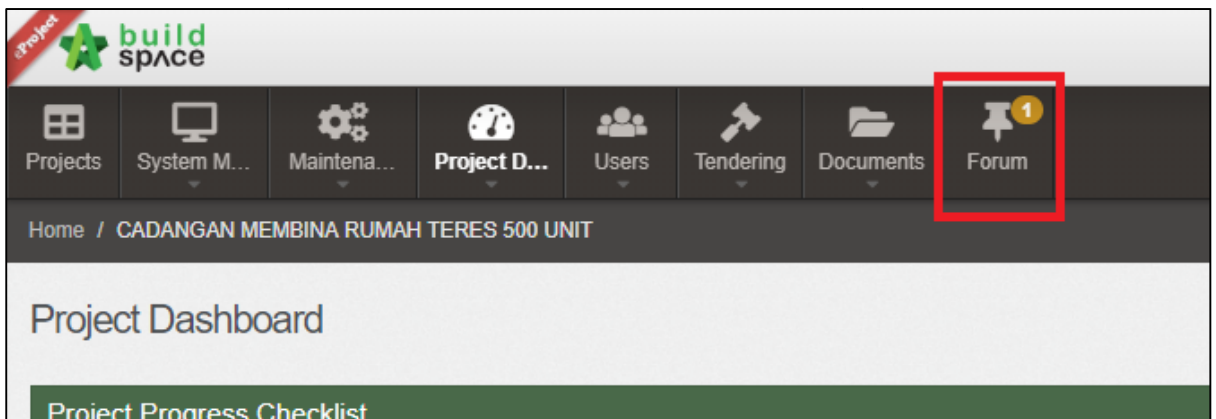 eProject
build
spʌce
Projects
System M...
Maintena...
Project D...
Users
Tendering
Documents
1
Forum
Home / CADANGAN MEMBINA RUMAH TERES 500 UNIT
Project Dashboard
Project Progress Checklist